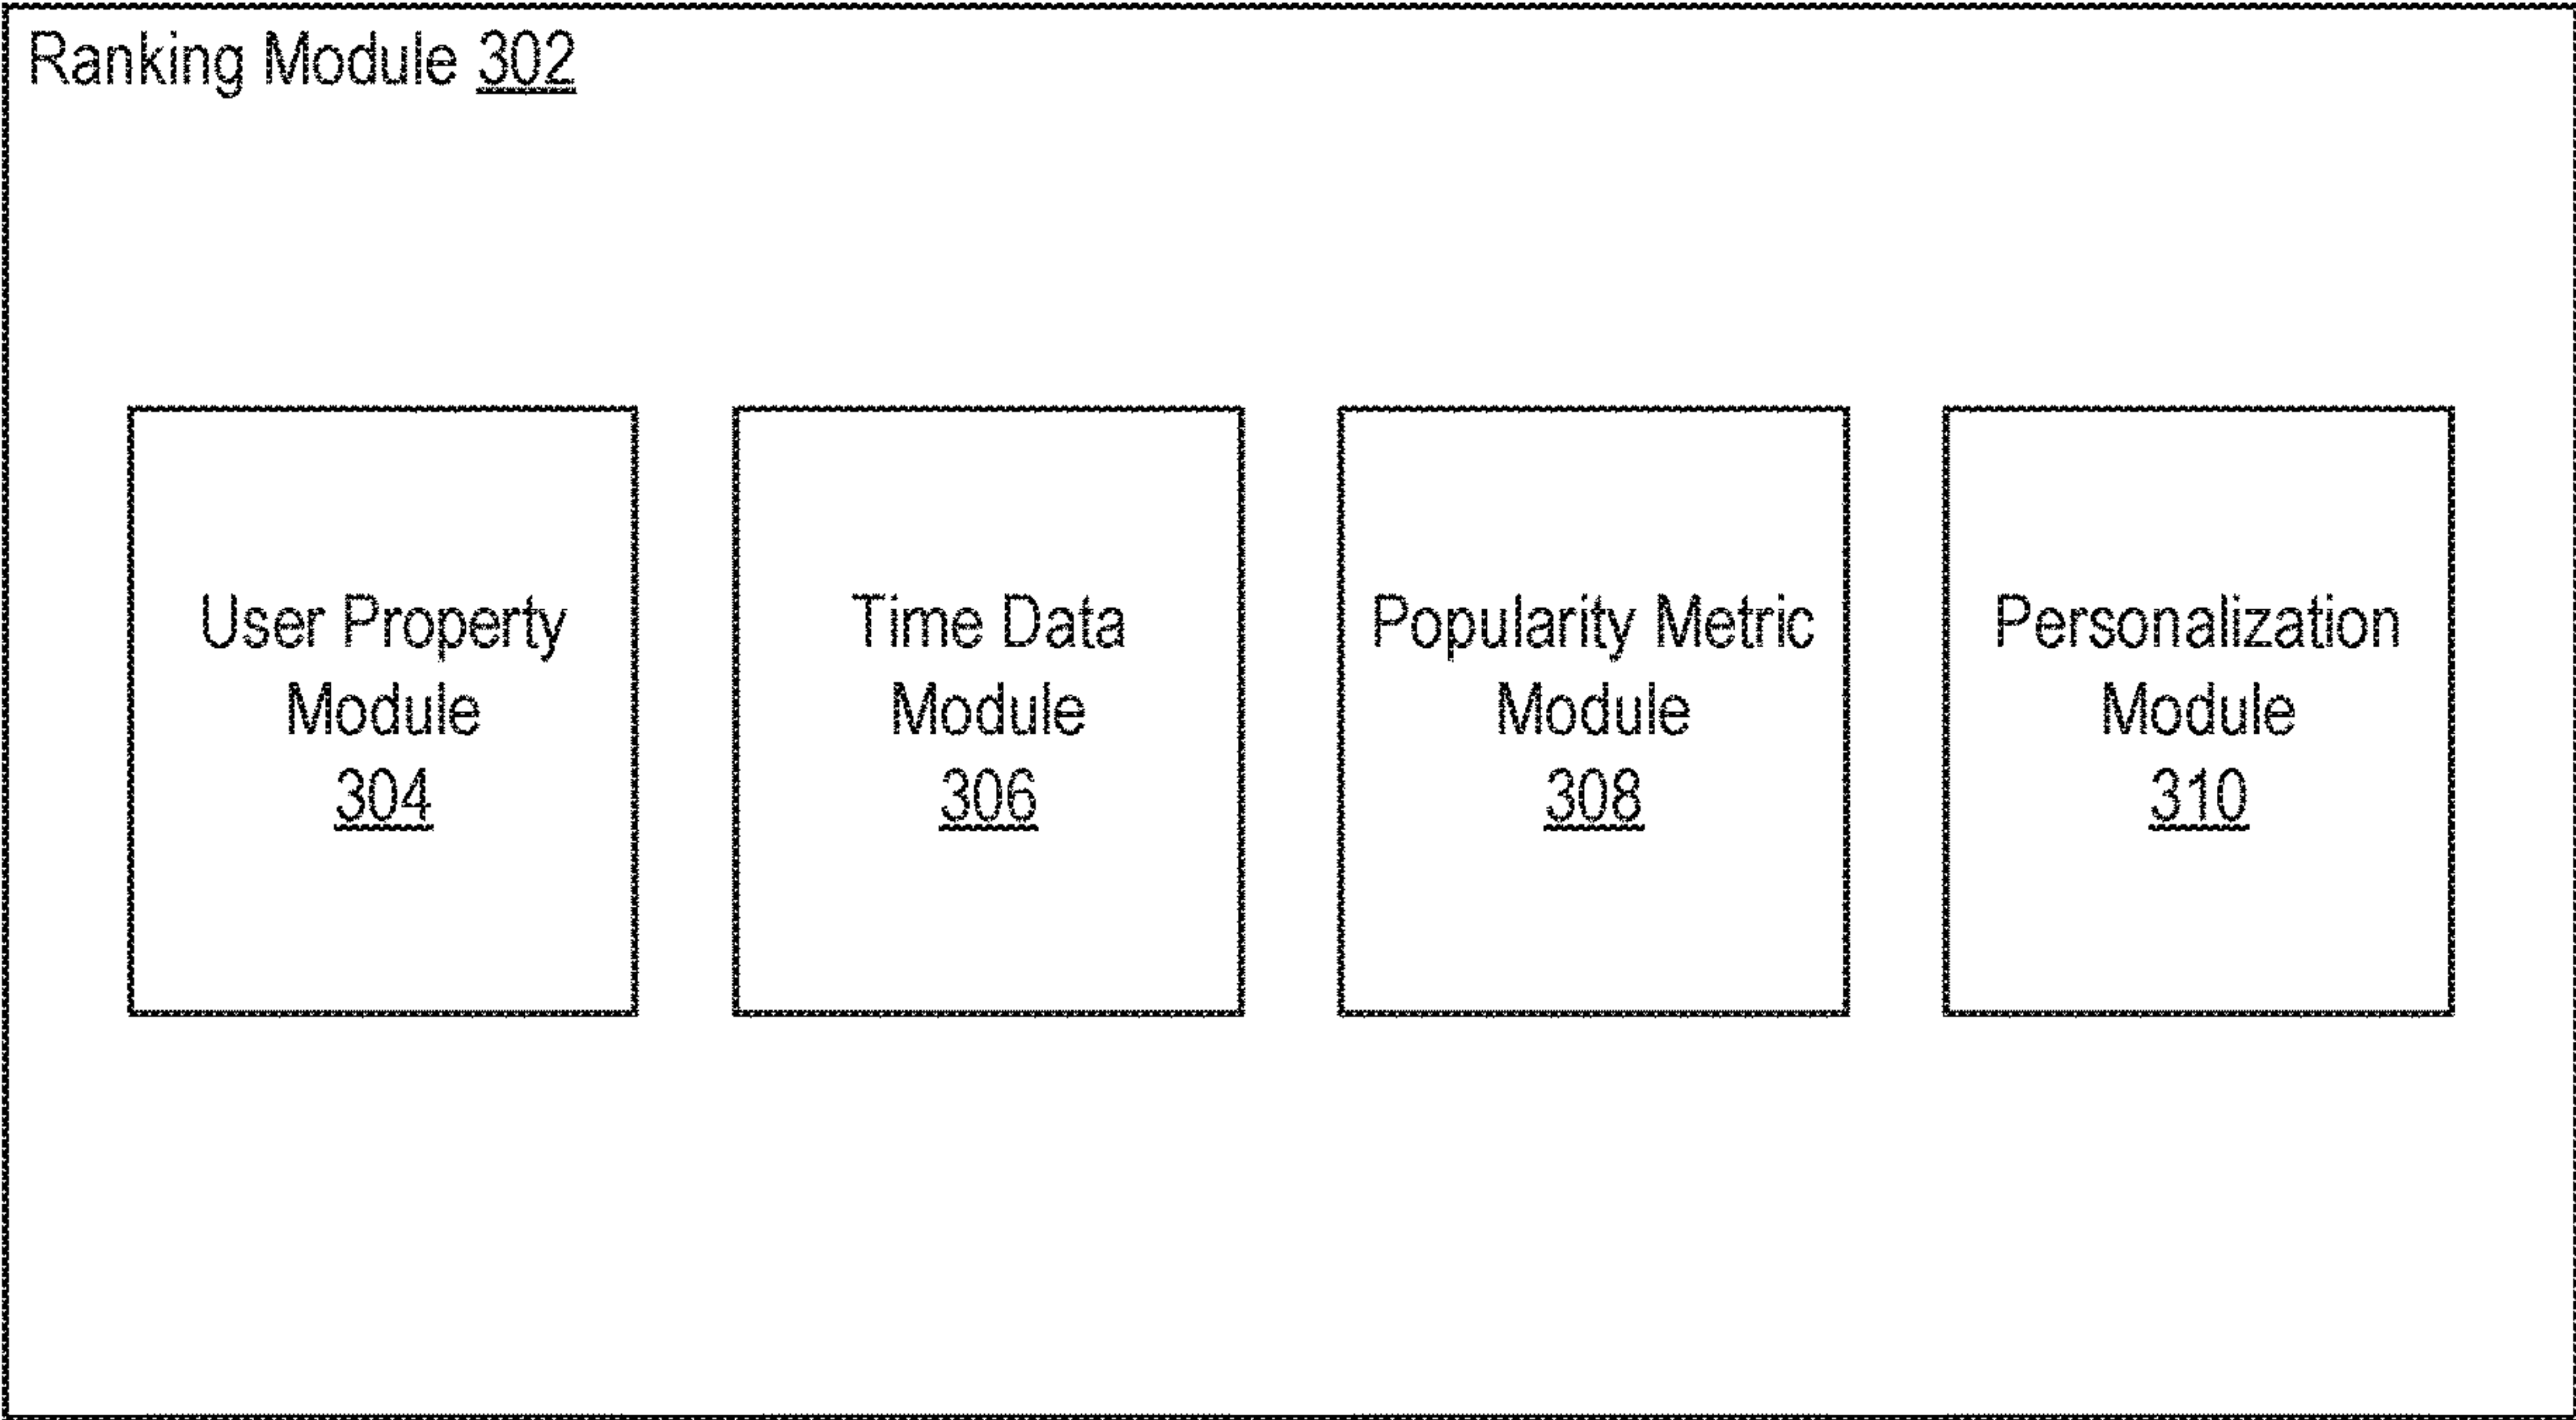 Ranking Module 302
User Property
Module
304
Time Data
Module
306
Popularity Metric
Module
308
Personalization
Module
310